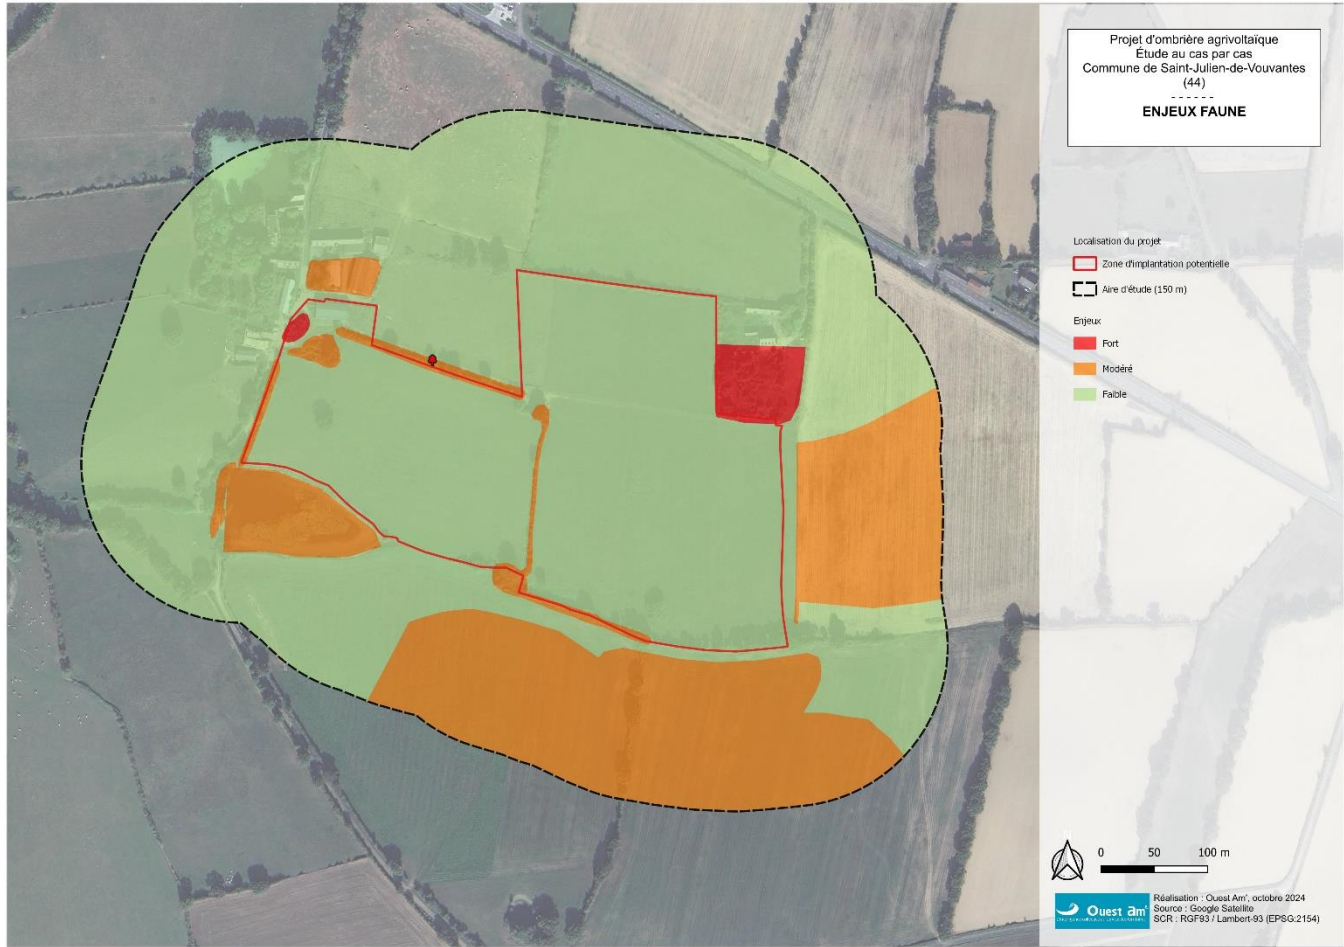 Projet d'ombrière agrivoltaïque
Étude au cas par cas
Commune de Saint-Julien-de-Vouvantes
(44)
------
ENJEUX FAUNE
Localisation du projet
Zone d'implantation potentielle
Aire d'étude (150 m)
Enjeux
Fort
Modéré
Faible
0 50 100 m
Ouest am'
Réalisation : Ouest Am', octobre 2024
Source : Google Satellite
SCR : RGF93 / Lambert-93 (EPSG:2154)